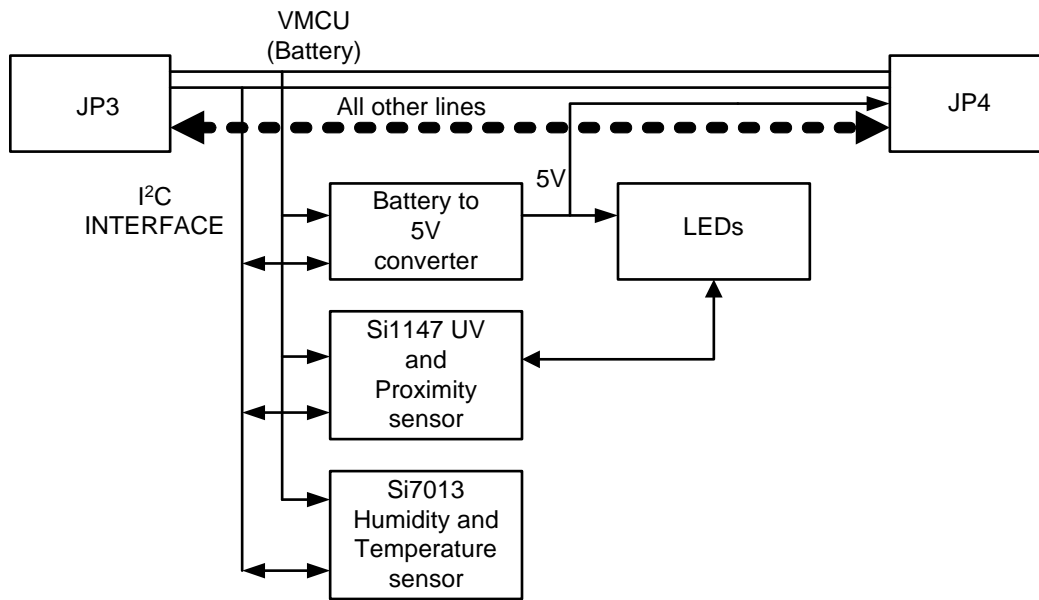 VMCU
(Battery)
JP3
JP4
All other lines
I²C
INTERFACE
5V
Battery to
5V
converter
LEDs
Si1147 UV
and
Proximity
sensor
Si7013
Humidity and
Temperature
sensor